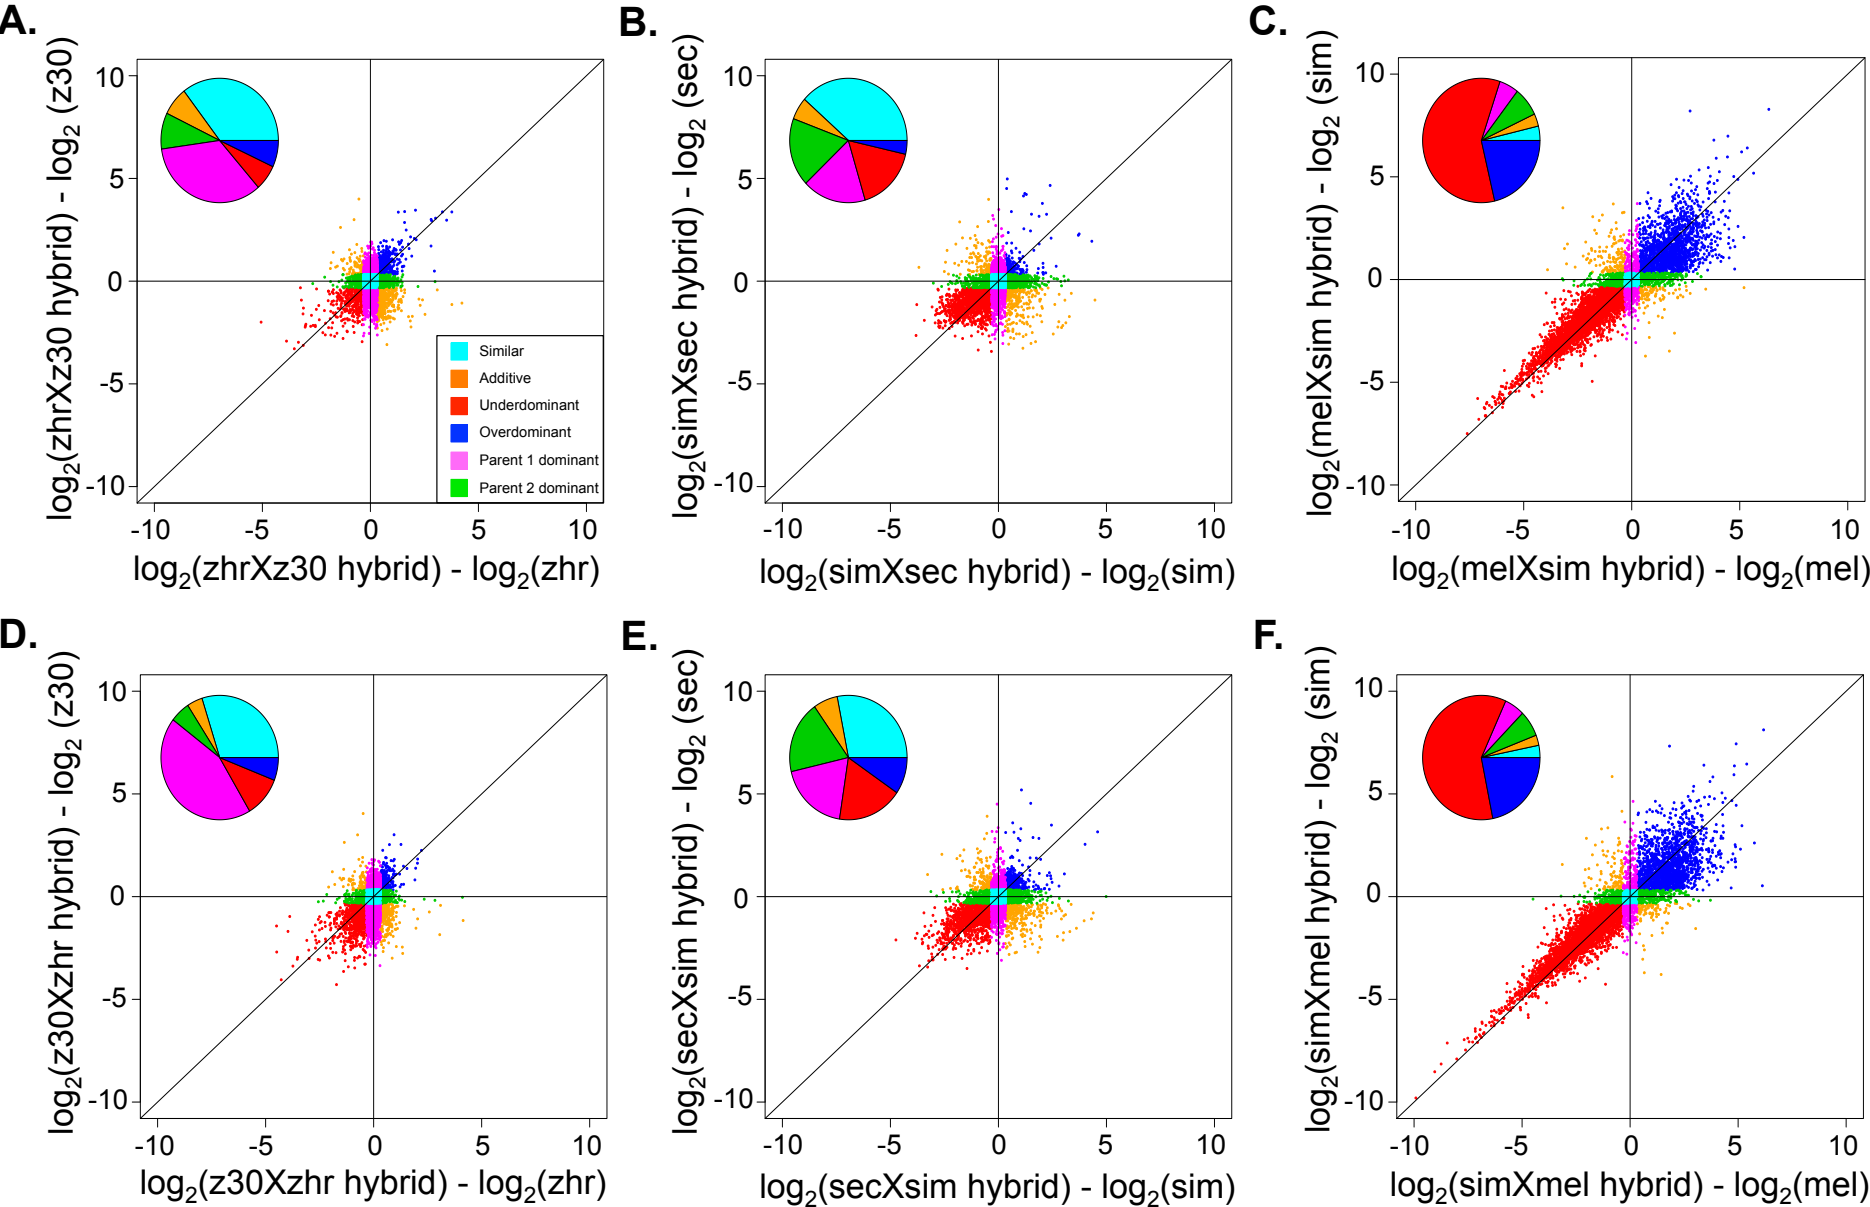 A.
log2(zhrXz30 hybrid) - log2 (z30)
10
5
0
-5
-10
-10 -5 0 5 10
log2(zhrXz30 hybrid) - log2(zhr)
Similar
Additive
Underdominant
Overdominant
Parent 1 dominant
Parent 2 dominant
B.
log2(simXsec hybrid) - log2 (sec)
10
5
0
-5
-10
-10 -5 0 5 10
log2(simXsec hybrid) - log2(sim)
C.
log2(melXsim hybrid) - log2 (sim)
10
5
0
-5
-10
-10 -5 0 5 10
log2(melXsim hybrid) - log2(mel)
D.
log2(z30Xzhr hybrid) - log2 (z30)
10
5
0
-5
-10
-10 -5 0 5 10
log2(z30Xzhr hybrid) - log2(zhr)
E.
log2(secXsim hybrid) - log2 (sec)
10
5
0
-5
-10
-10 -5 0 5 10
log2(secXsim hybrid) - log2(sim)
F.
log2(simXmel hybrid) - log2 (sim)
10
5
0
-5
-10
-10 -5 0 5 10
log2(simXmel hybrid) - log2(mel)